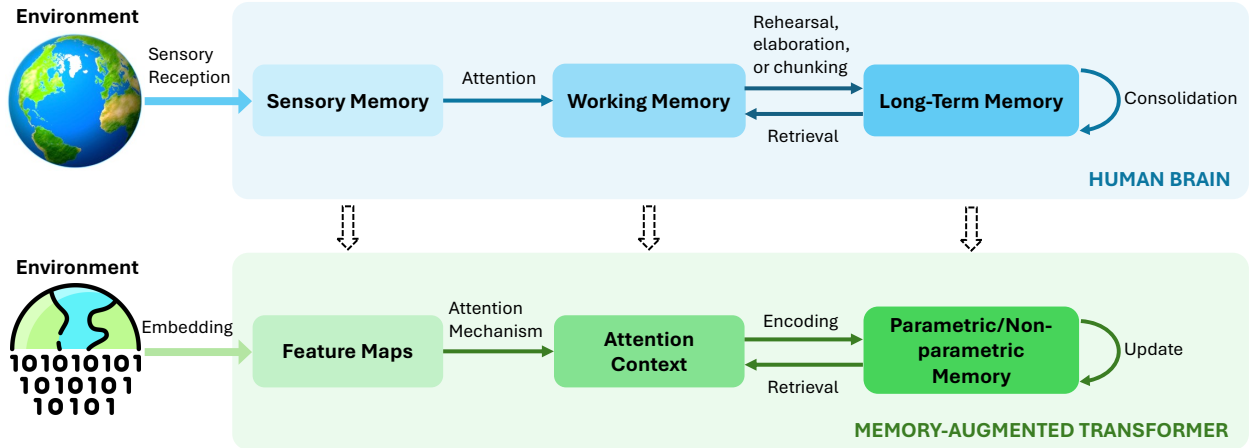 Environment
Sensory
Reception
Sensory Memory
Attention
Working Memory
Rehearsal,
elaboration,
or chunking
Retrieval
Long-Term Memory
Consolidation
HUMAN BRAIN
Environment
101010101
1010101
10101
Embedding
Feature Maps
Attention
Mechanism
Attention
Context
Encoding
Retrieval
Parametric/Non-
parametric
Memory
Update
MEMORY-AUGMENTED TRANSFORMER